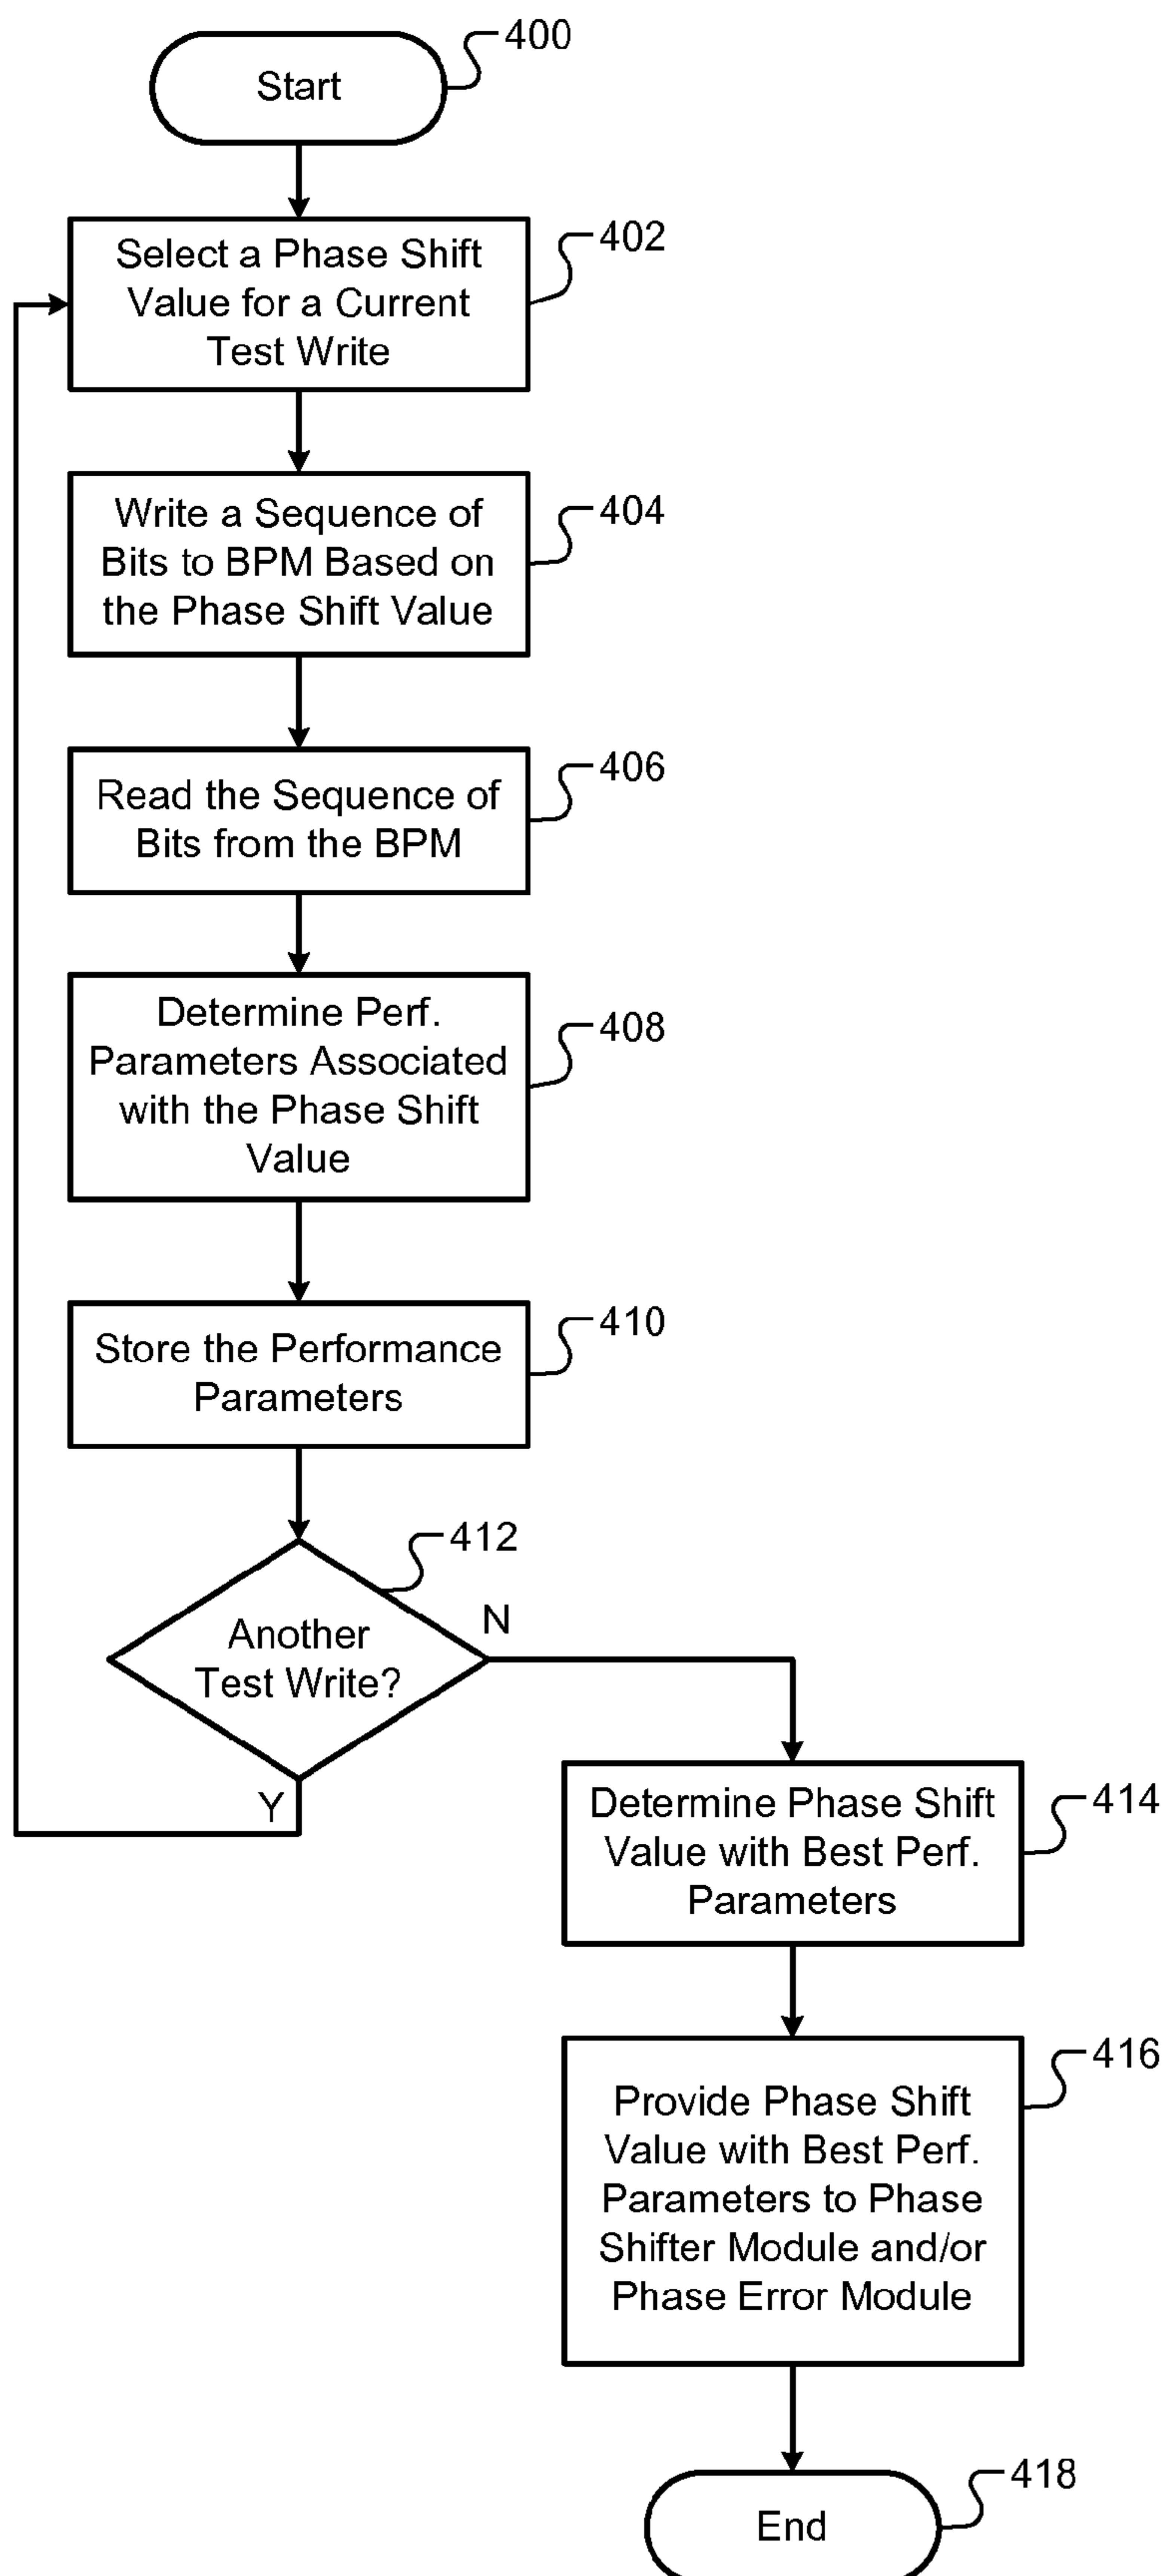 400
Start
402
Select a Phase Shift
Value for a Current
Test Write
404
Write a Sequence of
Bits to BPM Based on
the Phase Shift Value
406
Read the Sequence of
Bits from the BPM
408
Determine Perf.
Parameters Associated
with the Phase Shift
Value
410
Store the Performance
Parameters
412
Another
Test Write?
N
Y
414
Determine Phase Shift
Value with Best Perf.
Parameters
416
Provide Phase Shift
Value with Best Perf.
Parameters to Phase
Shifter Module and/or
Phase Error Module
418
End